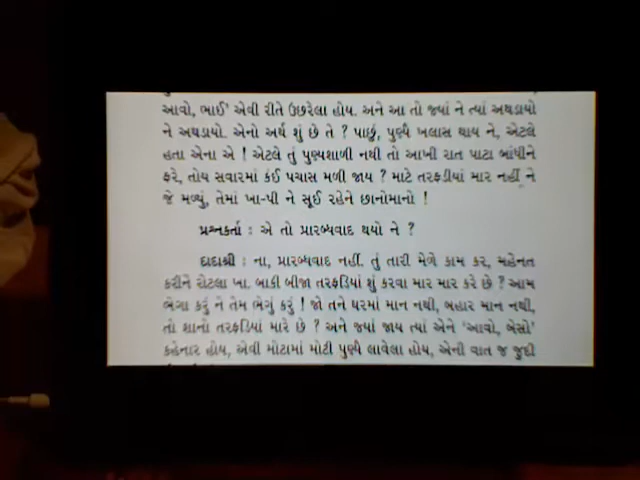 આવો, ભાઈ' એવી રીતે ઉછરેલા હોય. અને આ તો જ્યાં ને ત્યાં અથડાયો
ને અથડાયો. એનો અર્થ શું છે તે ? પાછું, પુણ્યૈ ખલાસ થાય ને, એટલે
હતા એના એ ! એટલે તું પુણ્યશાળી નથી તો આખી રાત પાટા બાંધીને
ફરે, તોય સવારમાં કંઈ પચાસ મળી જાય ? માટે તરફડીયાં માર નહીં ને
જે મળ્યું, તેમાં ખા-પી ને સૂઈ રહેને છાનોમાનો !
પ્રશ્નકર્તા : એ તો પ્રારબ્ધવાદ થયો ને ?
દાદાશ્રી : ના, પ્રારબ્ધવાદ નહીં. તું તારી મેળે કામ કર, મહેનત
કરીને રોટલા ખા. બાકી બીજા તરફડિયાં શું કરવા માર માર કરે છે ? આમ
ભેગા કરું ને તેમ ભેગું કરું ! જો તને ઘરમાં માન નથી, બહાર માન નથી,
તો શાનો તરફડિયાં મારે છે ? અને જ્યાં જાય ત્યાં એને 'આવો, બેસો'
કહેનાર હોય, એવી મોટામાં મોટી પુણ્યૈ લાવેલા હોય, એની વાત જ જુદી